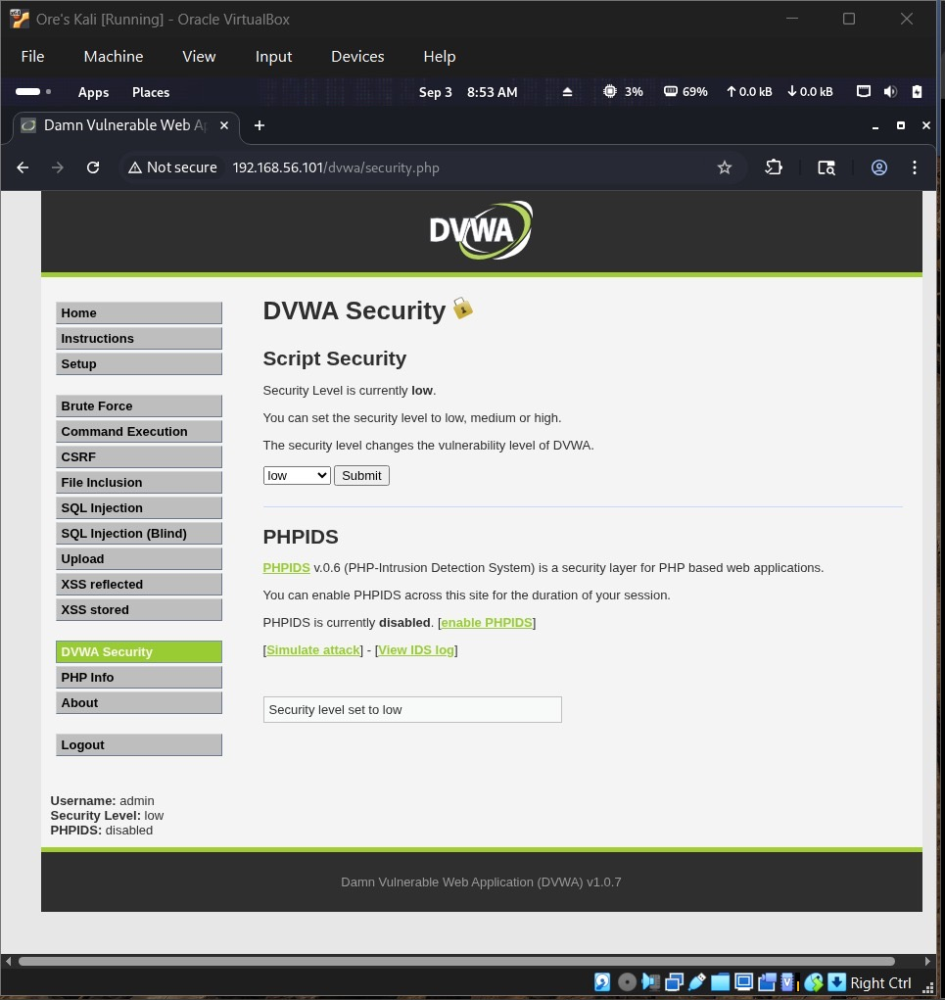 Ore's Kali [Running] - Oracle VirtualBox
File Machine View Input Devices Help
Apps Places Sep 3 8:53 AM 3% 69% 0.0 kB 0.0 kB
Damn Vulnerable Web Ap
Not secure 192.168.56.101/dvwa/security.php
DVWA
Home
Instructions
Setup
Brute Force
Command Execution
CSRF
File Inclusion
SQL Injection
SQL Injection (Blind)
Upload
XSS reflected
XSS stored
DVWA Security
PHP Info
About
Logout
Username: admin
Security Level: low
PHPIDS: disabled
DVWA Security
Script Security
Security Level is currently low.
You can set the security level to low, medium or high.
The security level changes the vulnerability level of DVWA.
low Submit
PHPIDS
PHPIDS v.0.6 (PHP-Intrusion Detection System) is a security layer for PHP based web applications.
You can enable PHPIDS across this site for the duration of your session.
PHPIDS is currently disabled. [enable PHPIDS]
[Simulate attack] - [View IDS log]
Security level set to low
Damn Vulnerable Web Application (DVWA) v1.0.7
Right Ctrl